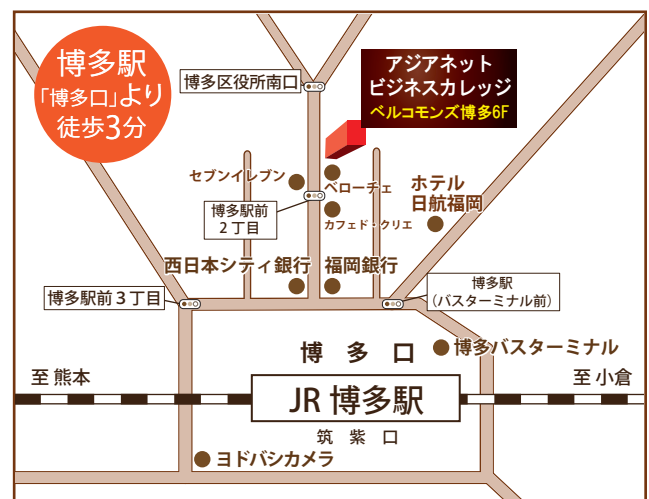 博多駅
「博多口」より
徒歩3分
博多区役所南口
アジアネット
ビジネスカレッジ
ベルコモンズ博多6F
セブンイレブン
ベローチェ
ホテル
日航福岡
博多駅前
2丁目
カフェド・クリエ
西日本シティ銀行
福岡銀行
博多駅前3丁目
博多駅
（バスターミナル前）
博多口
博多バスターミナル
至 熊本
至 小倉
JR 博多駅
筑紫口
ヨドバシカメラ